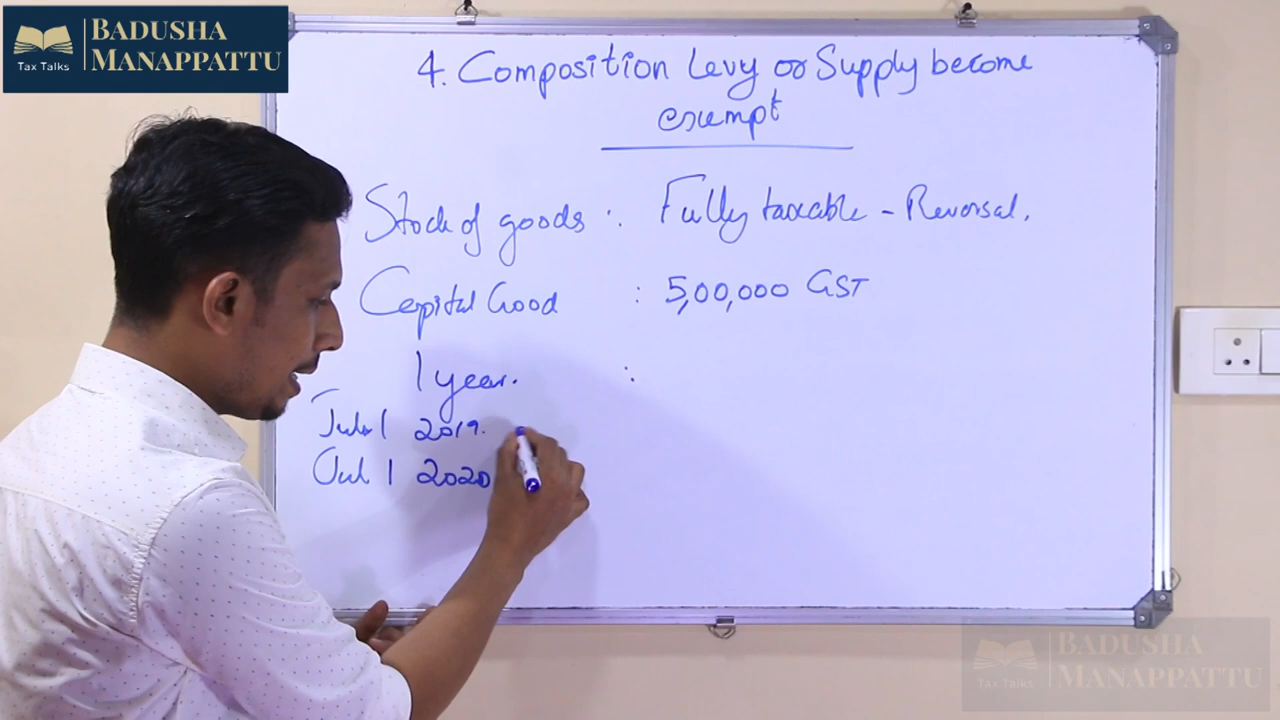 BADUSHA
MANAPPATTU
Tax Talks
4. Composition Levy or Supply become
exempt
Stock of goods : Fully taxable - Reversal.
Capital Good : 5,00,000 GST
1 year. :
July 1 2019.
Jul 1 2020
BADUSHA
MANAPPATTU
Tax Talks